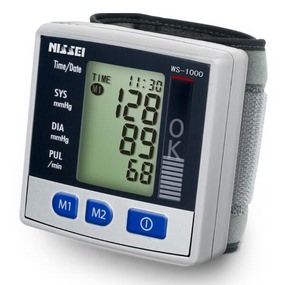 NISSEI WS-1000
Time/Date TIME 11:30
M1
SYS mmHg 128
DIA mmHg 89
PUL /min 68
OK
M1 M2